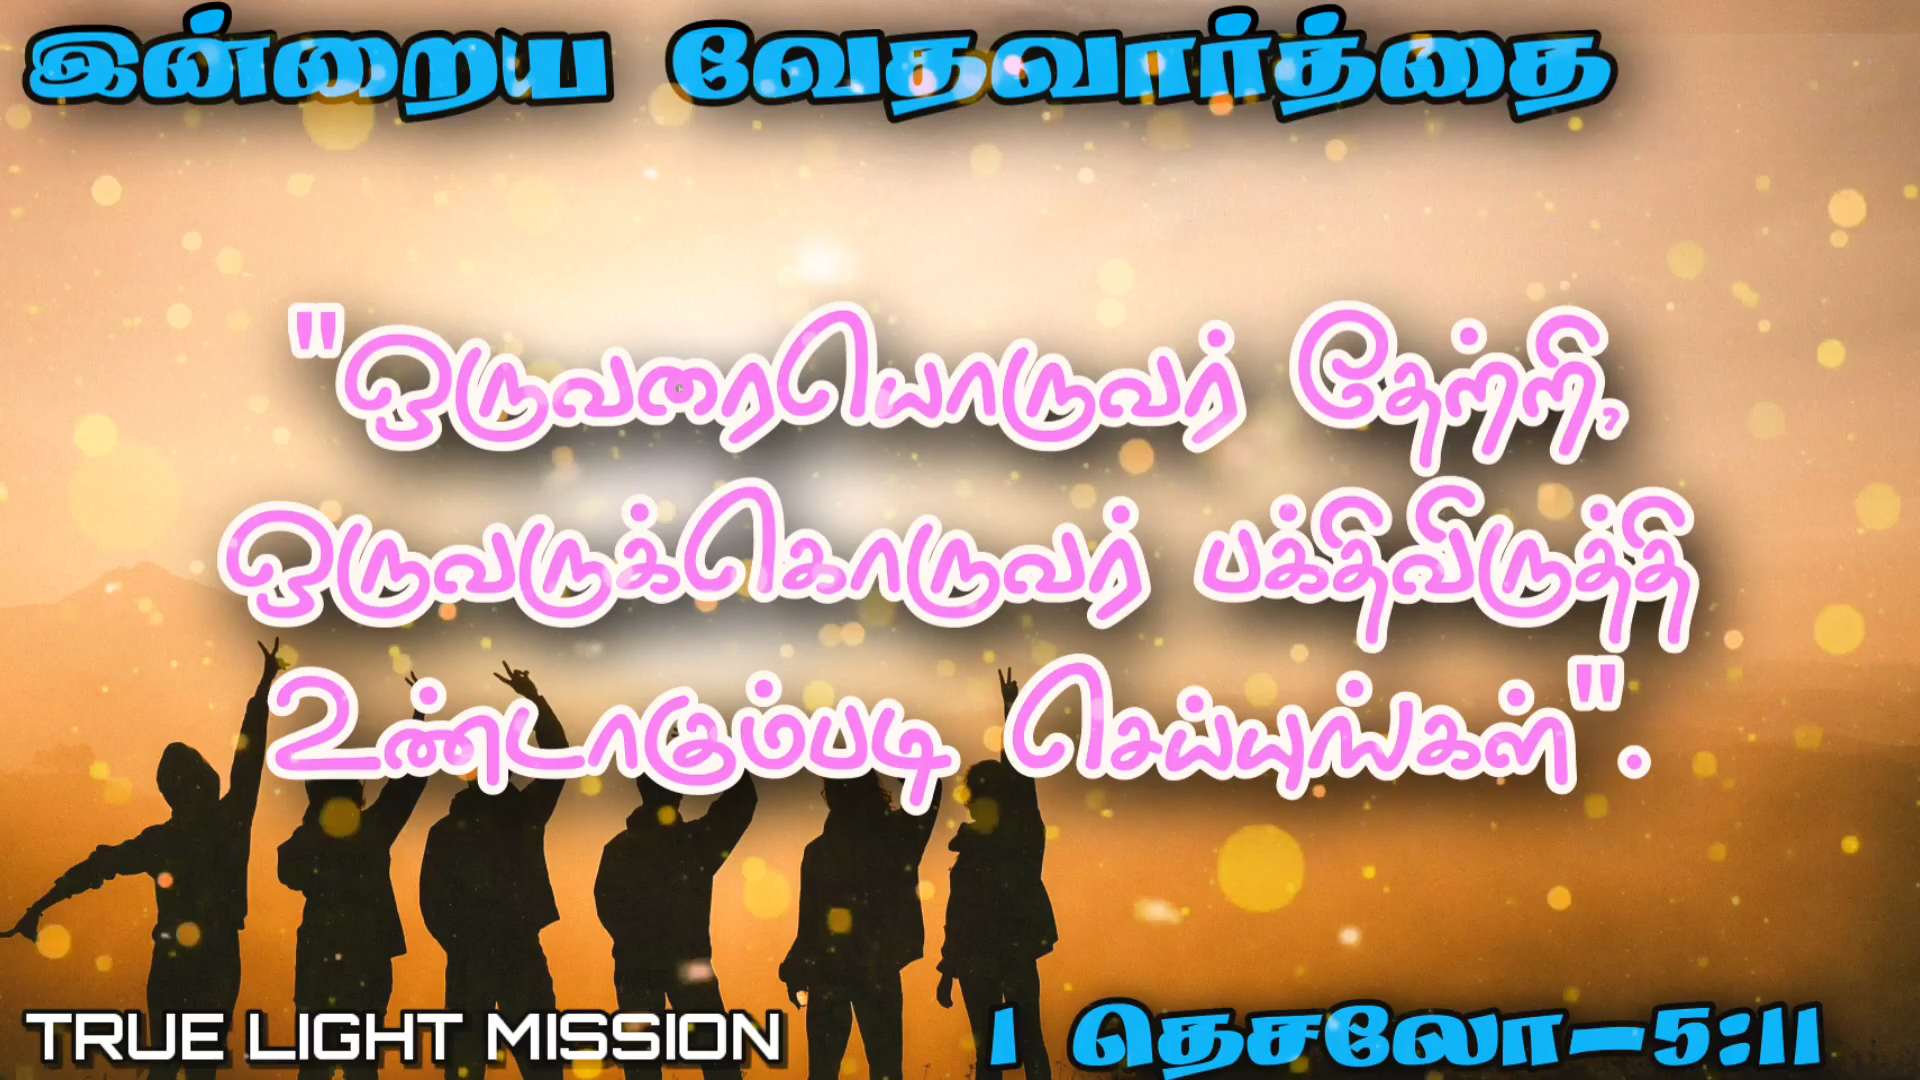 இன்றைய வேதவார்த்தை
"ஒருவரையொருவர் தேற்றி,
ஒருவருக்கொருவர் பக்திவிருத்தி
உண்டாகும்படி செய்யுங்கள்".
TRUE LIGHT MISSION
1 தெசலோ-5:11